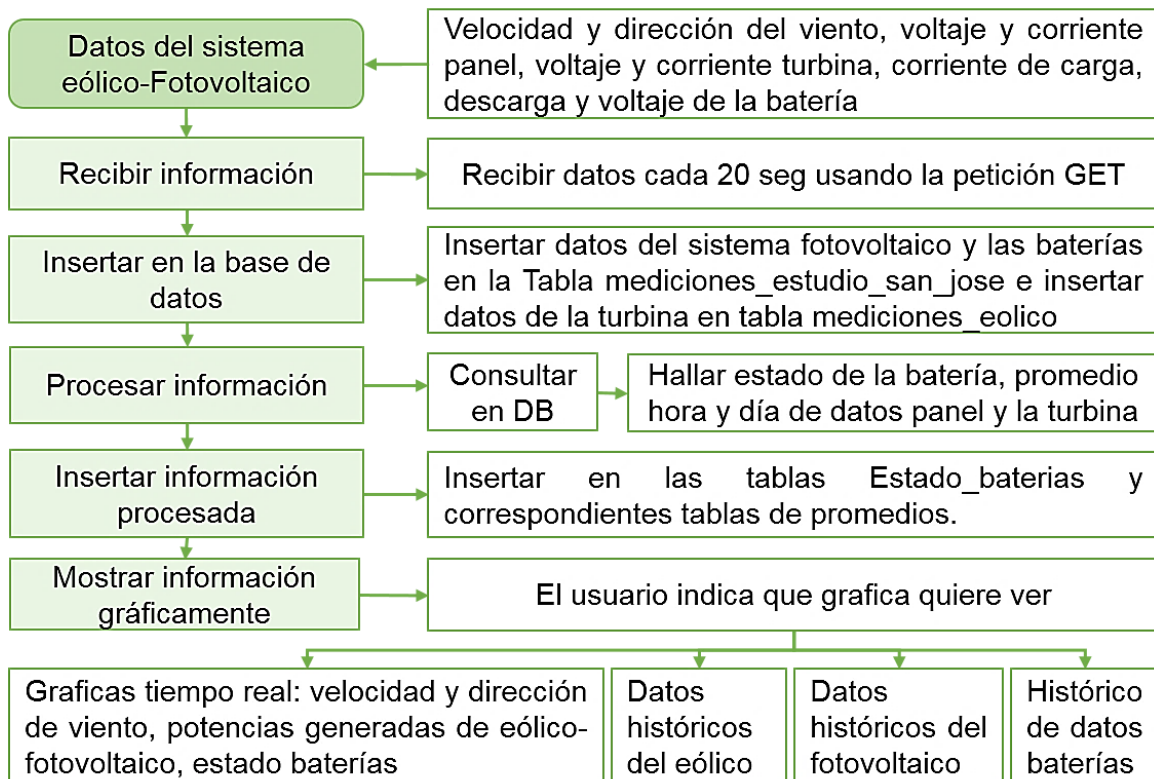 Datos del sistema
eólico-Fotovoltaico
Velocidad y dirección del viento, voltaje y corriente
panel, voltaje y corriente turbina, corriente de carga,
descarga y voltaje de la batería
Recibir información
Recibir datos cada 20 seg usando la petición GET
Insertar en la base de
datos
Insertar datos del sistema fotovoltaico y las baterías
en la Tabla mediciones_estudio_san_jose e insertar
datos de la turbina en tabla mediciones_eolico
Procesar información
Consultar
en DB
Hallar estado de la batería, promedio
hora y día de datos panel y la turbina
Insertar información
procesada
Insertar en las tablas Estado_baterias y
correspondientes tablas de promedios.
Mostrar información
gráficamente
El usuario indica que grafica quiere ver
Graficas tiempo real: velocidad y dirección
de viento, potencias generadas de eólico-
fotovoltaico, estado baterías
Datos
históricos
del eólico
Datos
históricos del
fotovoltaico
Histórico
de datos
baterías